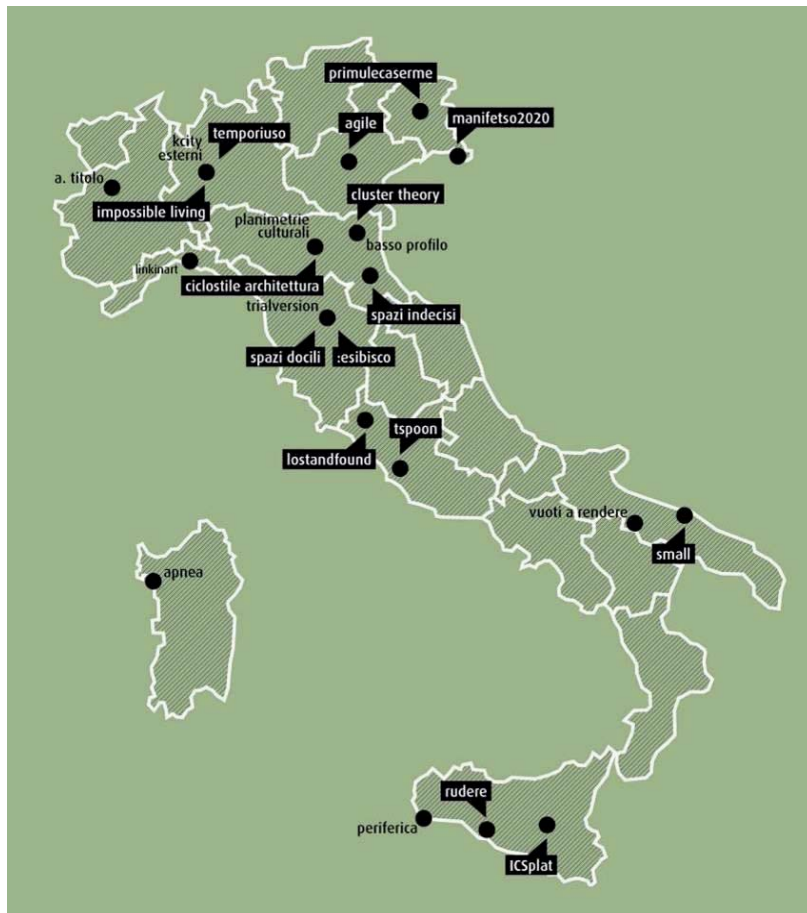 primulecaserme
manifetso2020
agile
temporiuso
kcity
esterni
a. titolo
cluster theory
impossible living
planimetrie
culturali
basso profilo
linkinart
ciclostile architettura
trialversion
spazi indecisi
spazi docili
:esibisco
tspoon
lostandfound
vuoti a rendere
small
apnea
rudere
periferica
ICSplat